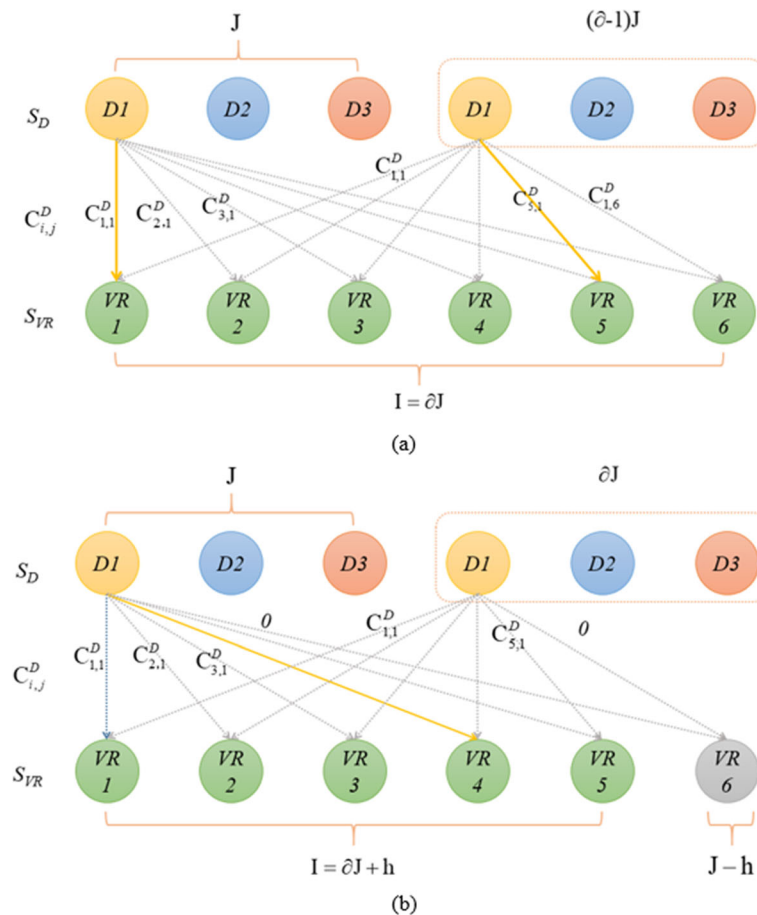 J (∂-1)J
S_D D1 D2 D3 D1 D2 D3
C^D_{i,j} C^D_{1,1} C^D_{2,1} C^D_{3,1} C^D_{1,1} C^D_{5,1} C^D_{1,6}
S_{VR} VR 1 VR 2 VR 3 VR 4 VR 5 VR 6
I = ∂J
(a)
J ∂J
S_D D1 D2 D3 D1 D2 D3
C^D_{i,j} C^D_{1,1} C^D_{2,1} C^D_{3,1} 0 C^D_{1,1} C^D_{5,1} 0
S_{VR} VR 1 VR 2 VR 3 VR 4 VR 5 VR 6
I = ∂J + h J − h
(b)